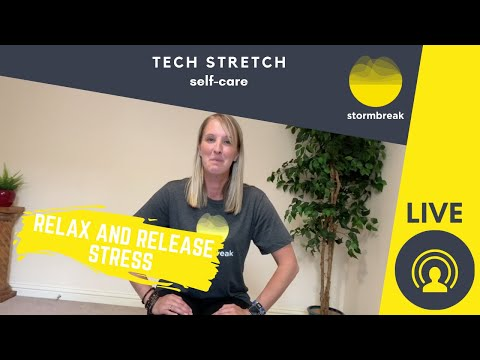 TECH STRETCH
self-care
stormbreak
RELAX AND RELEASE
STRESS
LIVE